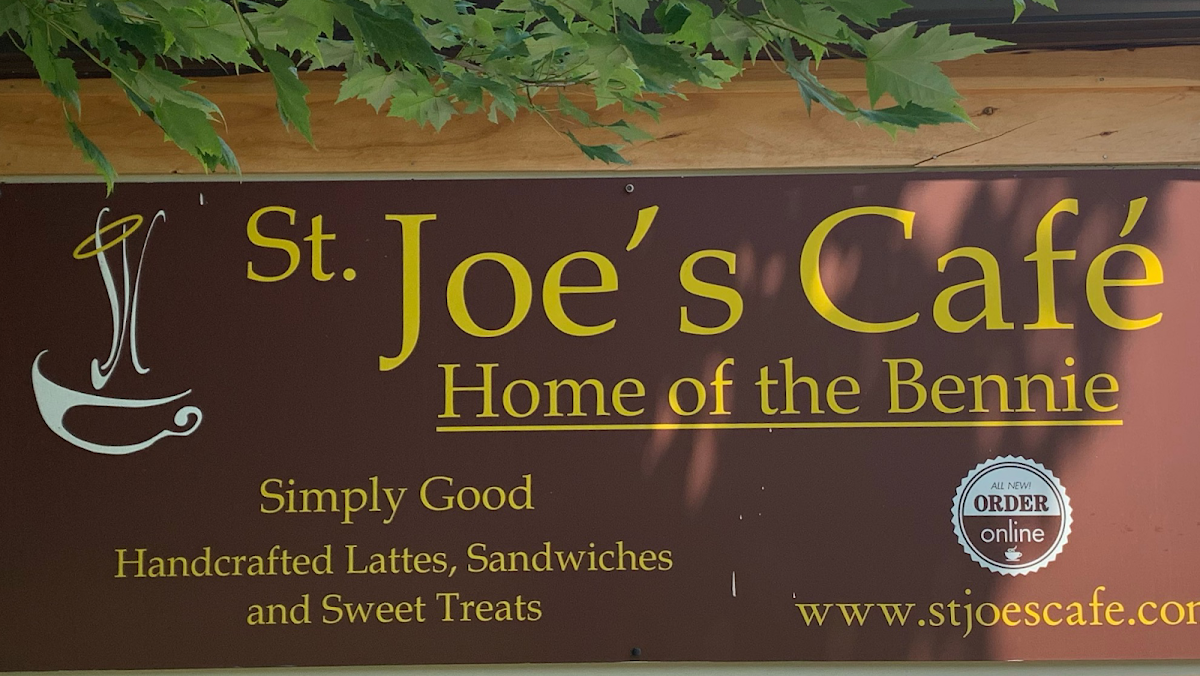 St. Joe's Café
Home of the Bennie
Simply Good
Handcrafted Lattes, Sandwiches
and Sweet Treats
ALL NEW!
ORDER
online
www.stjoescafe.com